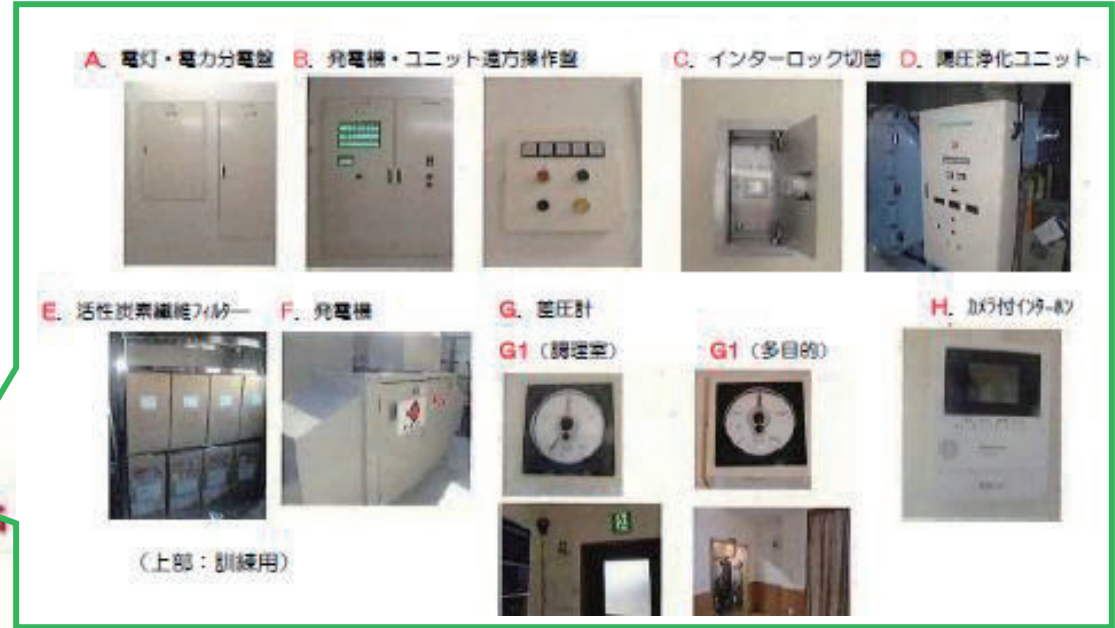 A. 電灯・電力分電盤
B. 発電機・ユニット遠方操作盤
C. インターロック切替
D. 陽圧浄化ユニット
E. 活性炭素繊維フィルター
F. 発電機
G. 差圧計
H. カメラ付インターホン
G1（調理室）
G1（多目的）
（上部：訓練用）